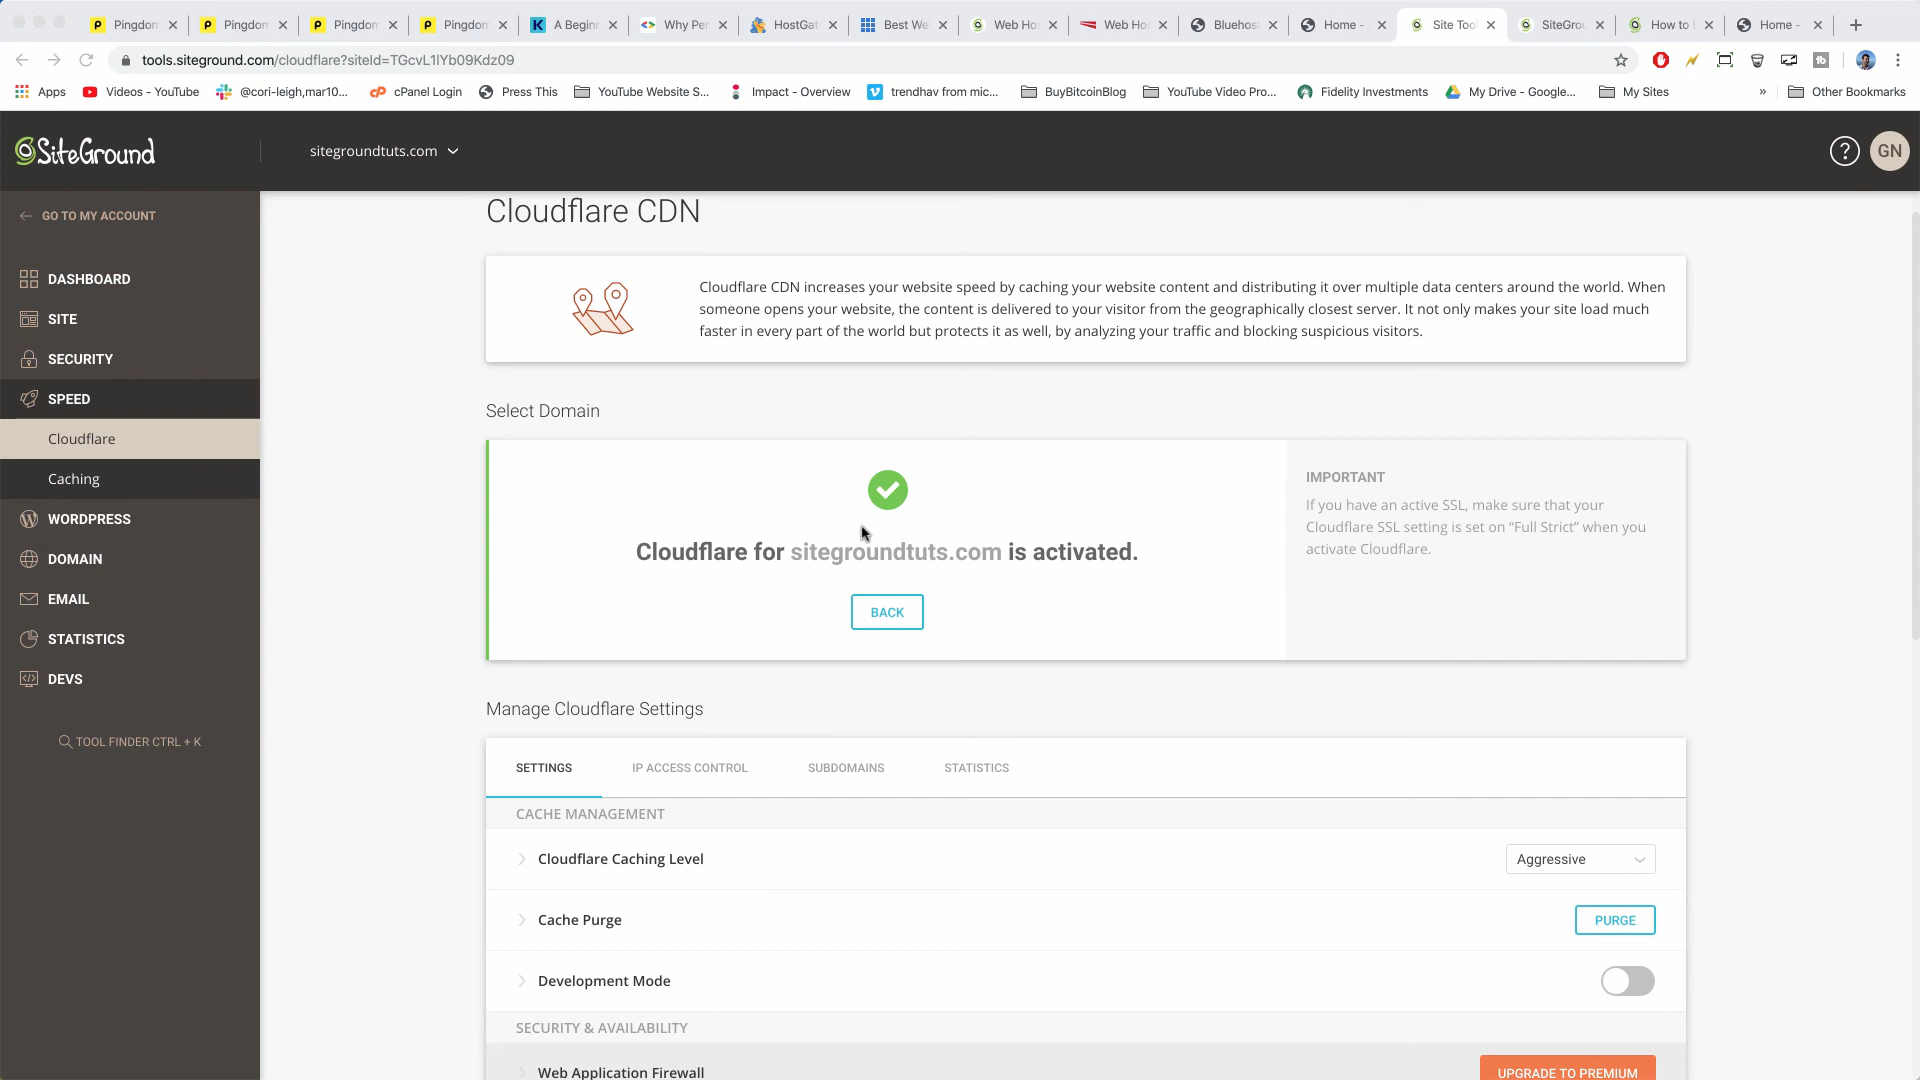 Pingdom
Pingdom
Pingdom
Pingdom
A Beginn
Why Per
HostGat
Best We
Web Hos
Web Hos
Bluehost
Home -
Site Tool
SiteGrou
How to
Home -
tools.siteground.com/cloudflare?siteId=
Apps
Videos - YouTube
@cori-leigh,mar10...
cPanel Login
Press This
YouTube Website S...
Impact - Overview
trendhav from mic...
BuyBitcoinBlog
YouTube Video Pro...
Fidelity Investments
My Drive - Google...
My Sites
»
Other Bookmarks
SiteGround
sitegroundtuts.com
?
GN
GO TO MY ACCOUNT
DASHBOARD
SITE
SECURITY
SPEED
Cloudflare
Caching
WORDPRESS
DOMAIN
EMAIL
STATISTICS
DEVS
TOOL FINDER CTRL + K
Cloudflare CDN
Cloudflare CDN increases your website speed by caching your website content and distributing it over multiple data centers around the world. When
someone opens your website, the content is delivered to your visitor from the geographically closest server. It not only makes your site load much
faster in every part of the world but protects it as well, by analyzing your traffic and blocking suspicious visitors.
Select Domain
Cloudflare for sitegroundtuts.com is activated.
BACK
IMPORTANT
If you have an active SSL, make sure that your
Cloudflare SSL setting is set on “Full Strict” when you
activate Cloudflare.
Manage Cloudflare Settings
SETTINGS
IP ACCESS CONTROL
SUBDOMAINS
STATISTICS
CACHE MANAGEMENT
Cloudflare Caching Level
Aggressive
Cache Purge
PURGE
Development Mode
SECURITY & AVAILABILITY
Web Application Firewall
UPGRADE TO PREMIUM